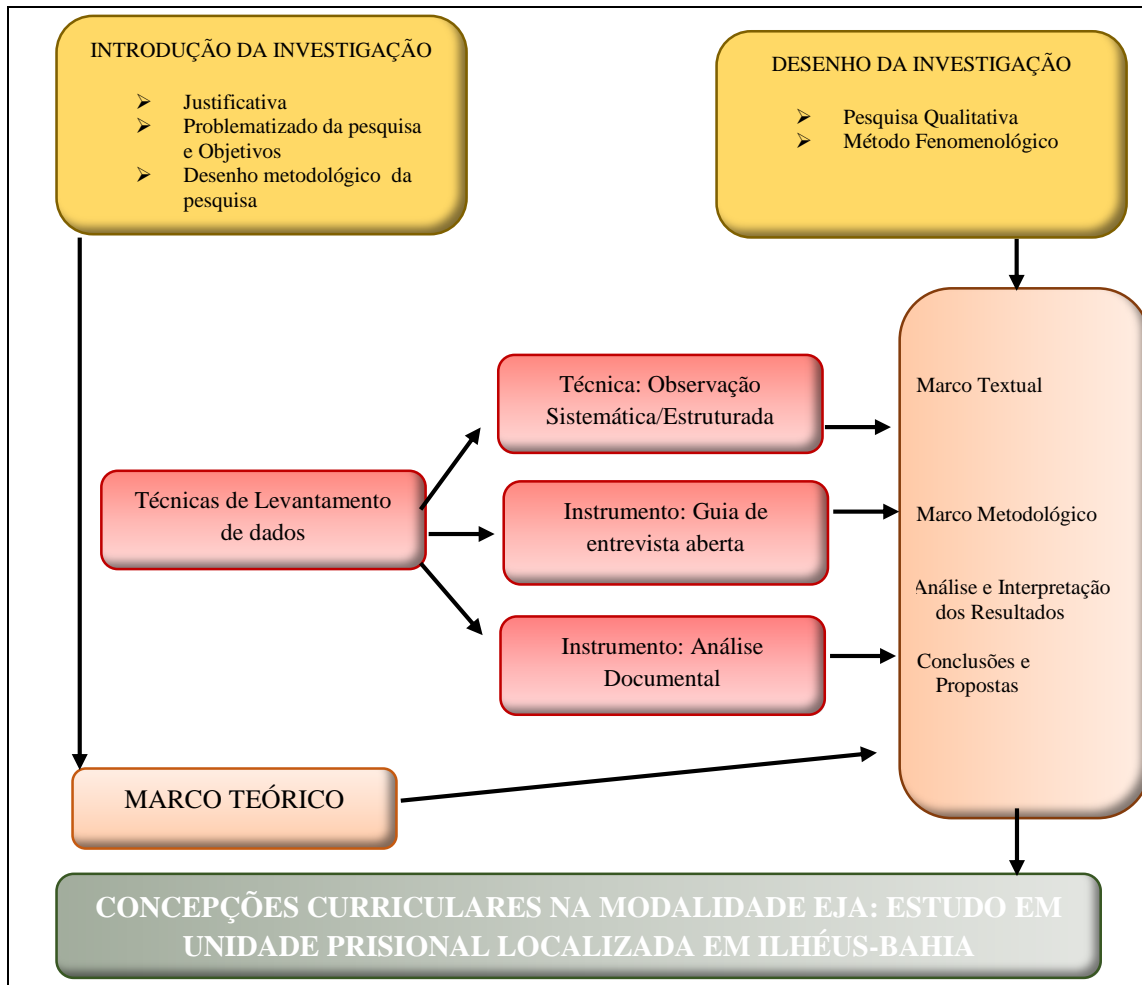 INTRODUÇÃO DA INVESTIGAÇÃO
➢ Justificativa
➢ Problematizado da pesquisa
e Objetivos
➢ Desenho metodológico da
pesquisa
DESENHO DA INVESTIGAÇÃO
➢ Pesquisa Qualitativa
➢ Método Fenomenológico
Técnicas de Levantamento
de dados
Técnica: Observação
Sistemática/Estruturada
Instrumento: Guia de
entrevista aberta
Instrumento: Análise
Documental
Marco Textual
Marco Metodológico
Análise e Interpretação
dos Resultados
Conclusões e
Propostas
MARCO TEÓRICO
CONCEPÇÕES CURRICULARES NA MODALIDADE EJA: ESTUDO EM
UNIDADE PRISIONAL LOCALIZADA EM ILHÉUS-BAHIA